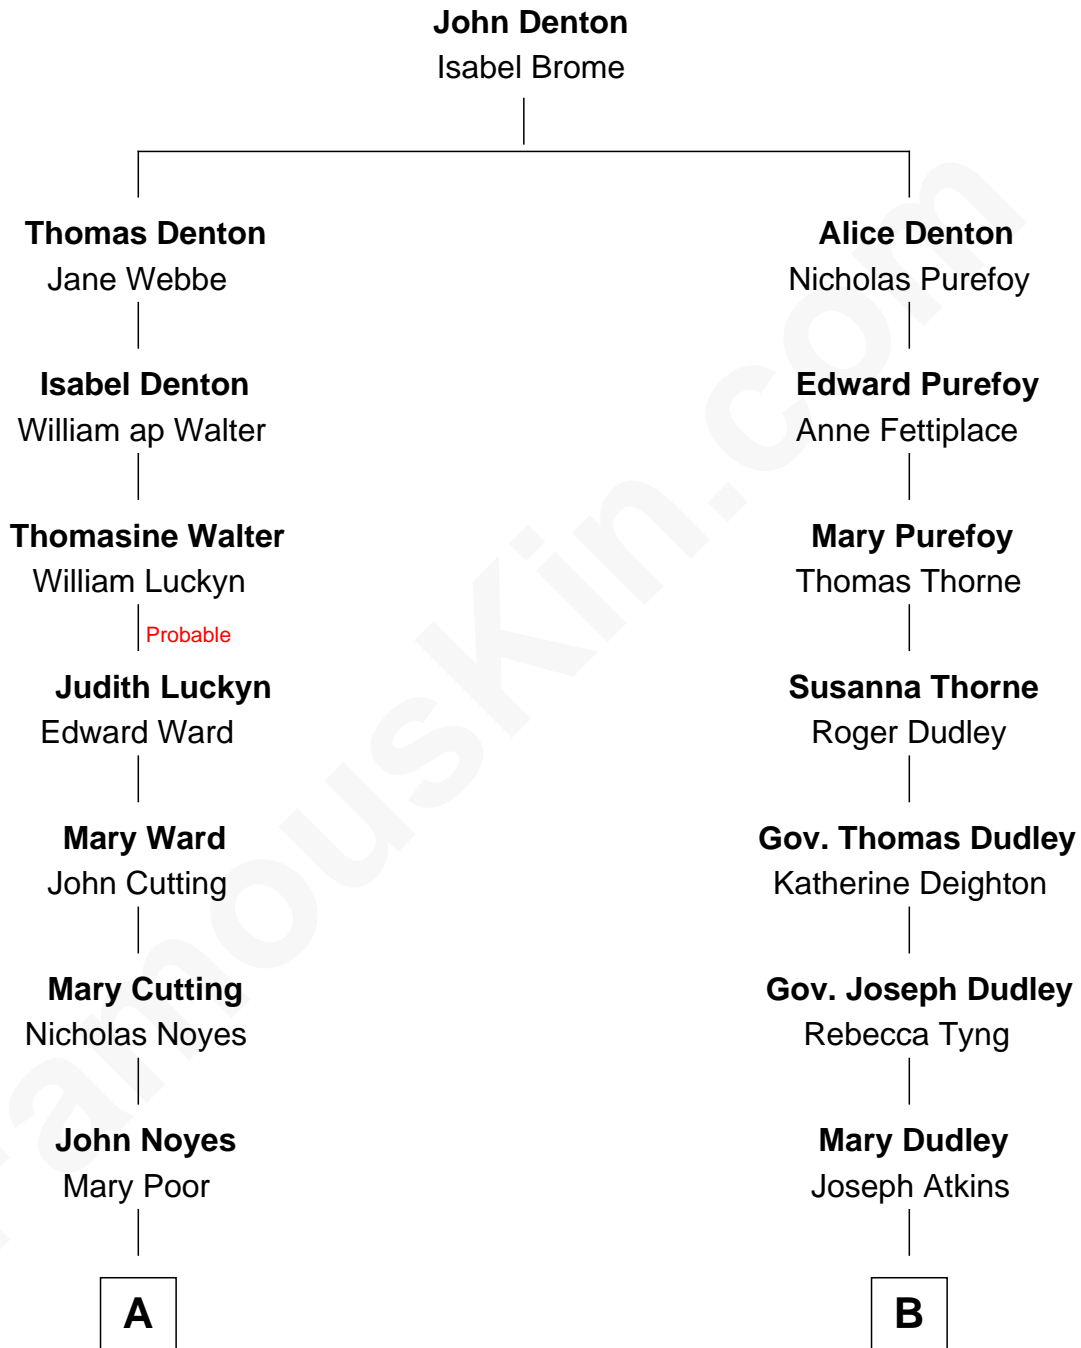 John Denton
Isabel Brome
Thomas Denton
Jane Webbe
Alice Denton
Nicholas Purefoy
Isabel Denton
William ap Walter
Edward Purefoy
Anne Fettiplace
Thomasine Walter
William Luckyn
Mary Purefoy
Thomas Thorne
Probable
Judith Luckyn
Edward Ward
Susanna Thorne
Roger Dudley
Mary Ward
John Cutting
Gov. Thomas Dudley
Katherine Deighton
Mary Cutting
Nicholas Noyes
Gov. Joseph Dudley
Rebecca Tyng
John Noyes
Mary Poor
Mary Dudley
Joseph Atkins
A
B
FamousKin.com